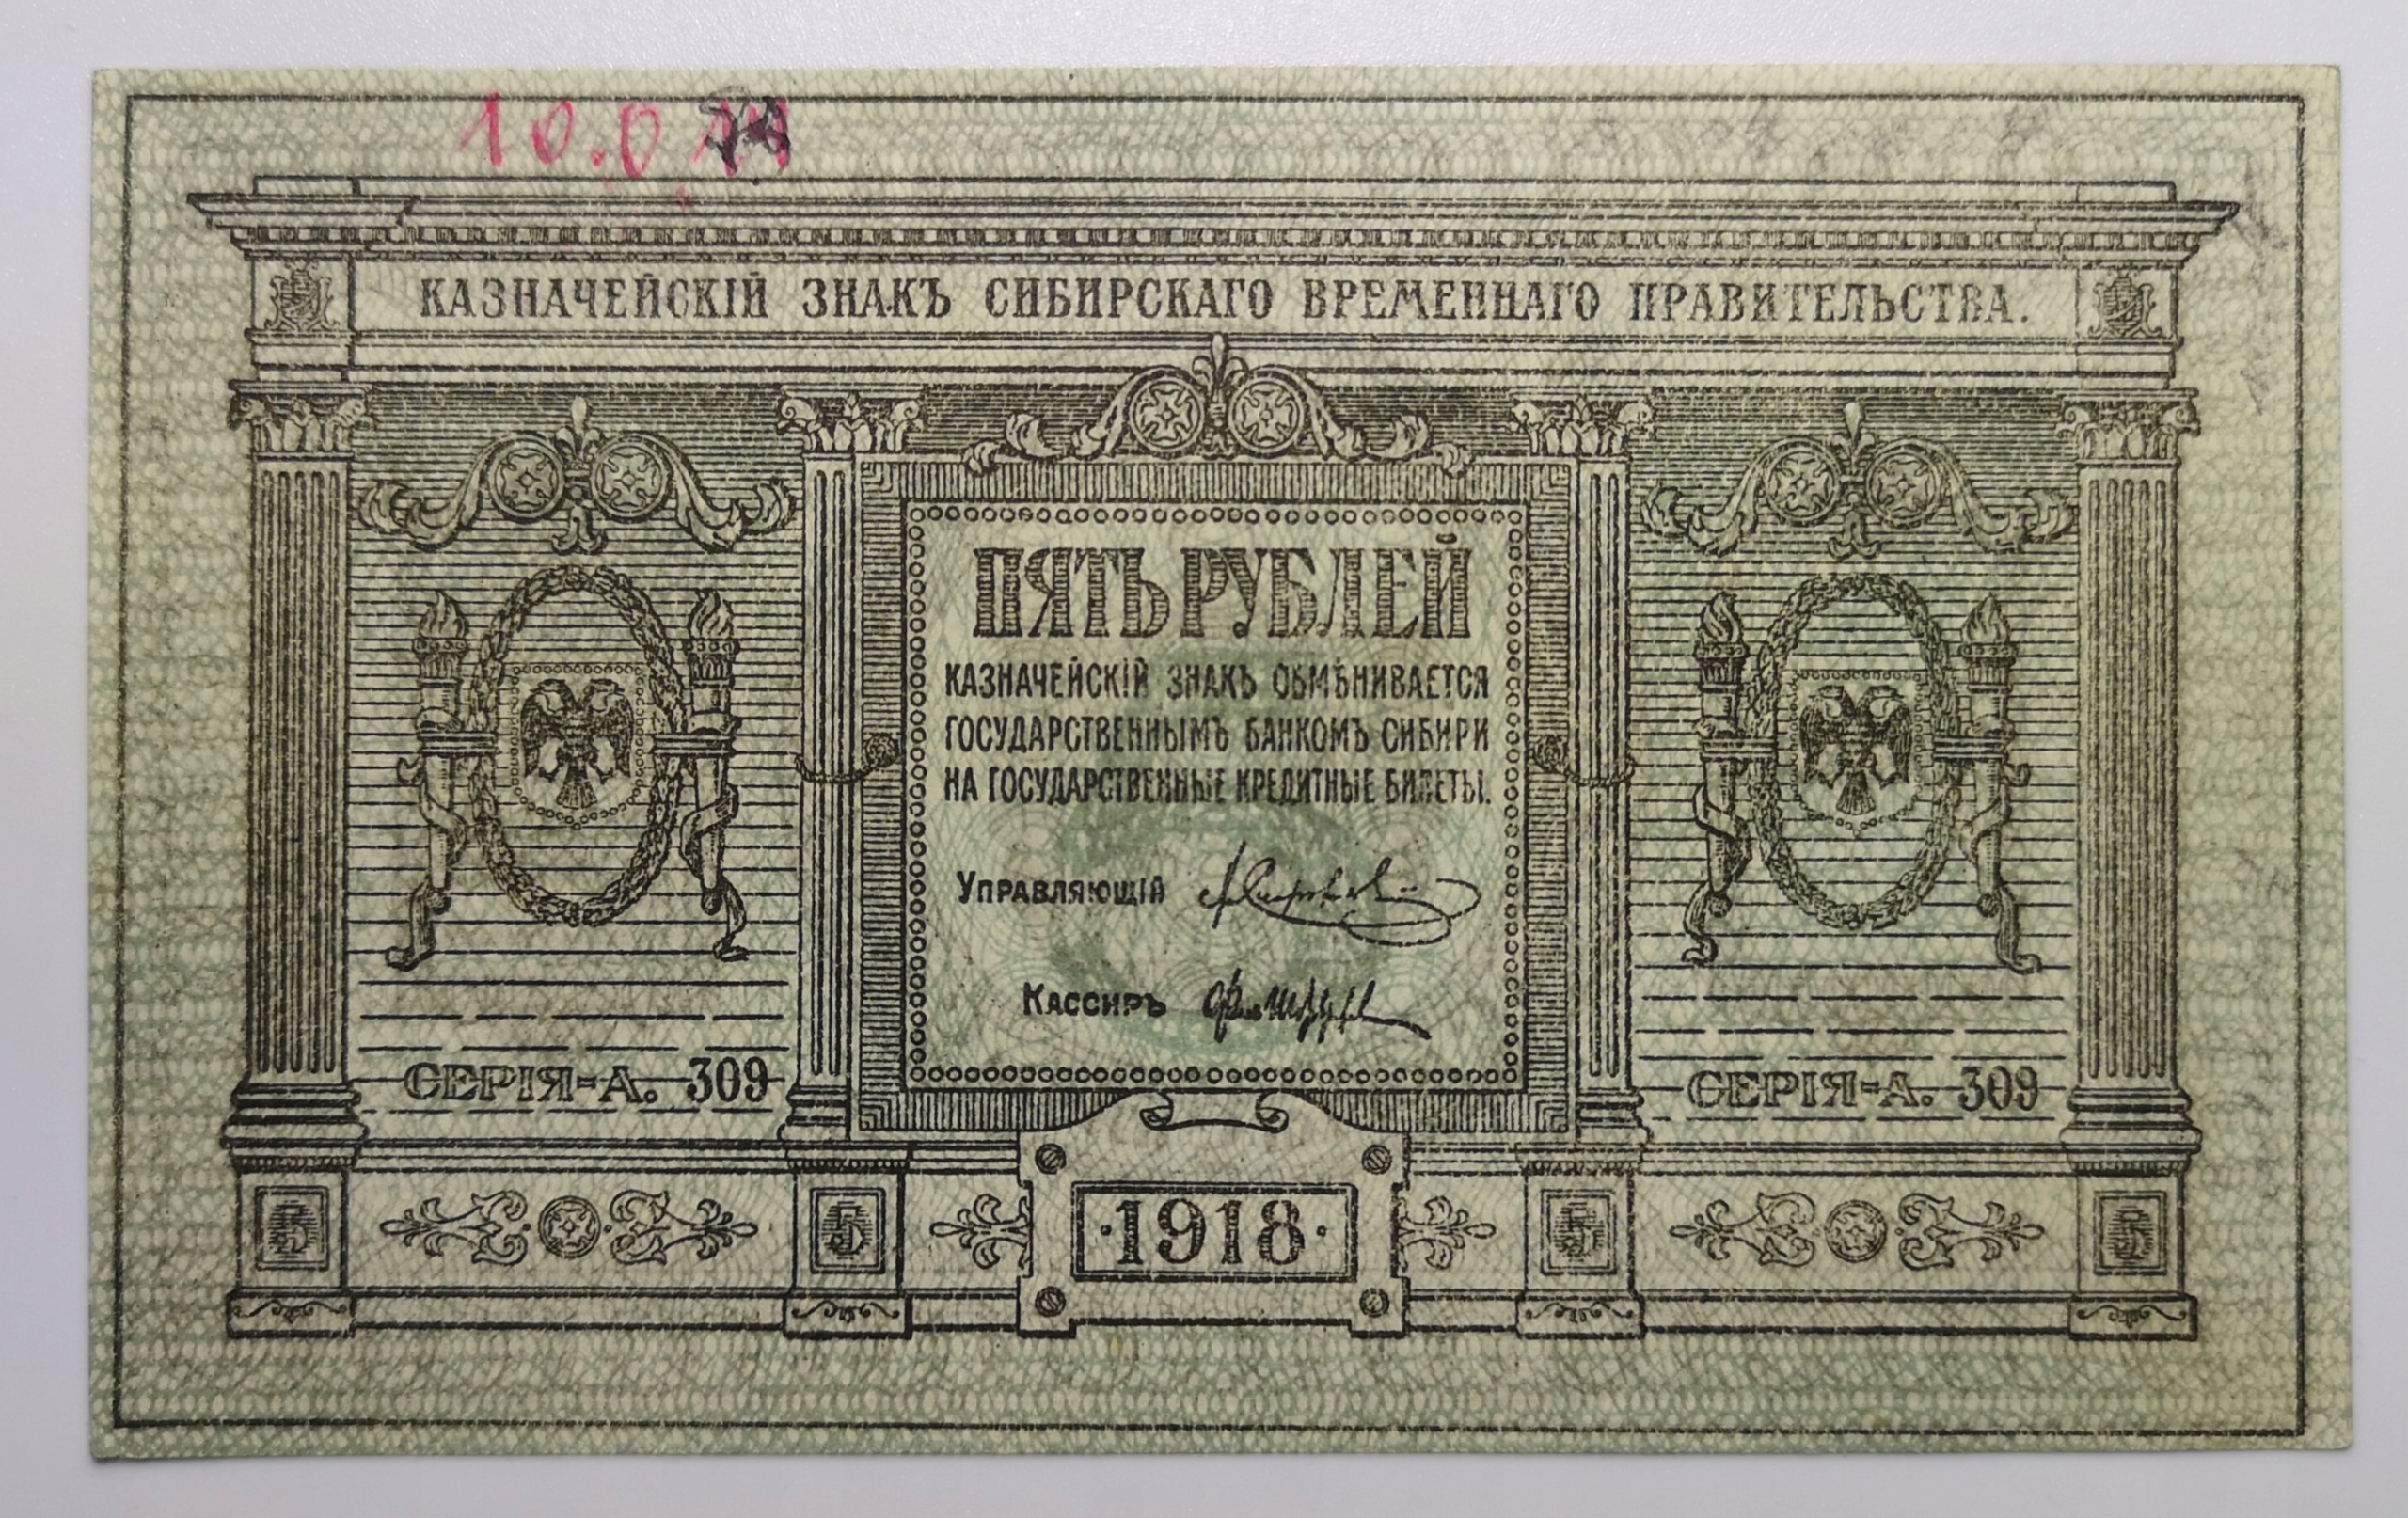 10.0
КАЗНАЧЕЙСКІЙ ЗНАКЪ СИБИРСКАГО ВРЕМЕННАГО ПРАВИТЕЛЬСТВА.
ПЯТЬ РУБЛЕЙ
КАЗНАЧЕЙСКІЙ ЗНАКЪ ОБМѢНИВАЕТСЯ
ГОСУДАРСТВЕННЫМЪ БАНКОМЪ СИБИРИ
НА ГОСУДАРСТВЕННЫЕ КРЕДИТНЫЕ БИЛЕТЫ.
УПРАВЛЯЮЩІЙ
КАССИРЪ
СЕРІЯ=А. 309
СЕРІЯ=А. 309
5
5
·1918·
5
5